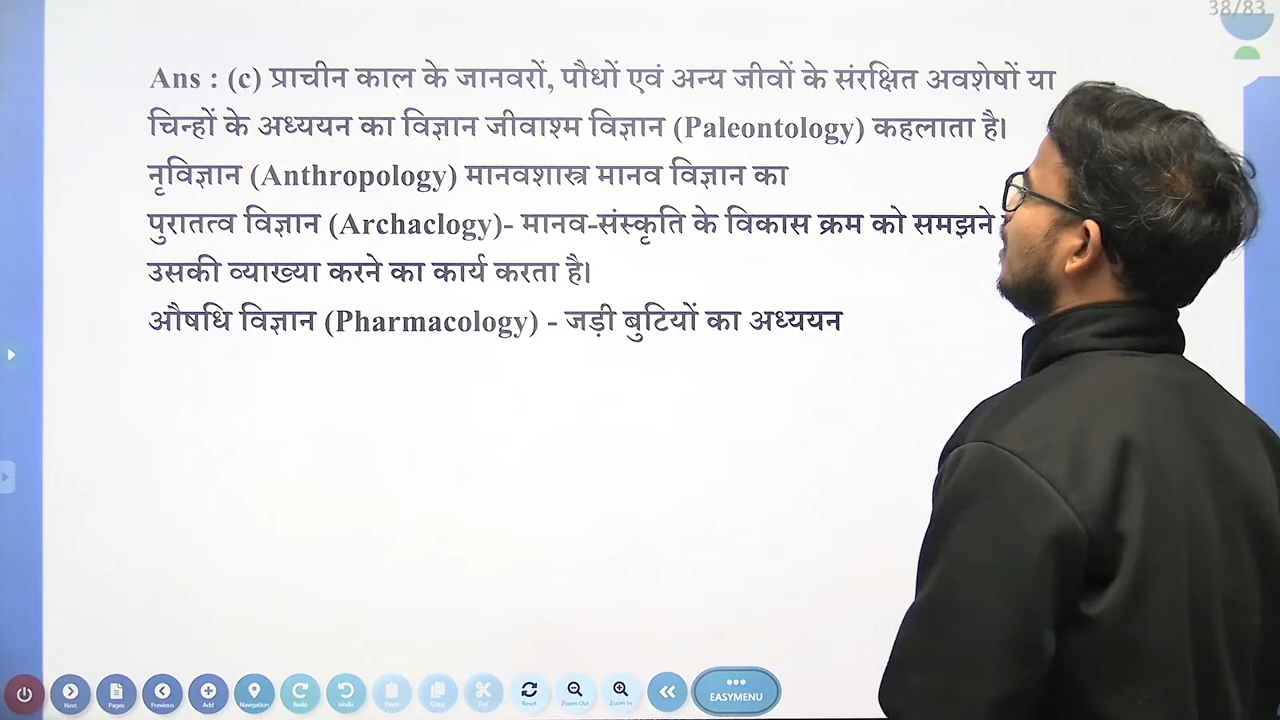 38/83
Ans : (c) प्राचीन काल के जानवरों, पौधों एवं अन्य जीवों के संरक्षित अवशेषों या
चिन्हों के अध्ययन का विज्ञान जीवाश्म विज्ञान (Paleontology) कहलाता है।
नृविज्ञान (Anthropology) मानवशास्त्र मानव विज्ञान का
पुरातत्व विज्ञान (Archaclogy)- मानव-संस्कृति के विकास क्रम को समझने
उसकी व्याख्या करने का कार्य करता है।
औषधि विज्ञान (Pharmacology) - जड़ी बुटियों का अध्ययन
Next Pages Previous Add Navigation Redo Undo Paste Copy Cut Reset Zoom Out Zoom In EASYMENU